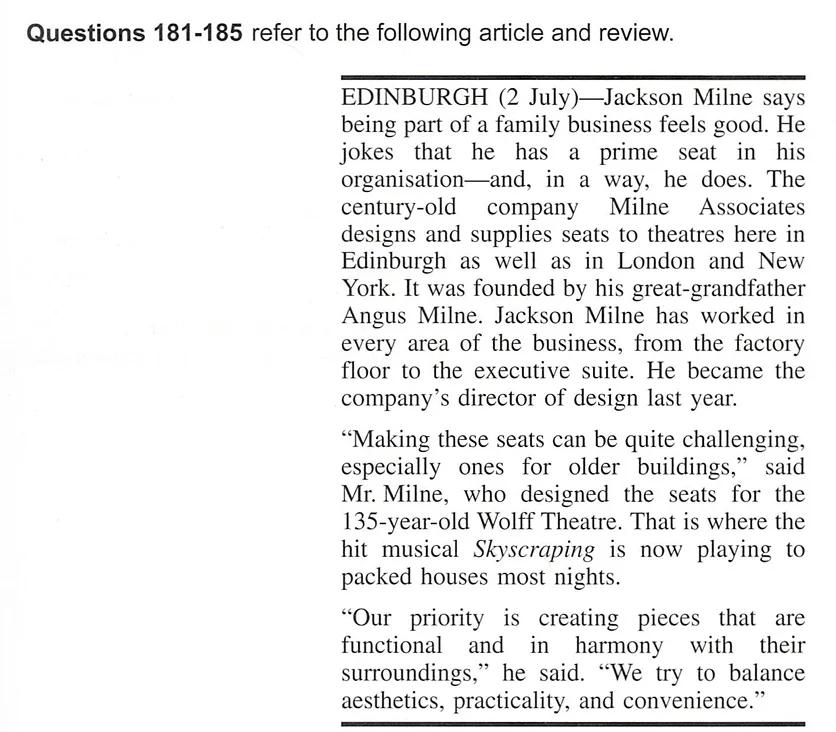 Questions 181-185 refer to the following article and review.
EDINBURGH (2 July)—Jackson Milne says
being part of a family business feels good. He
jokes that he has a prime seat in his
organisation—and, in a way, he does. The
century-old company Milne Associates
designs and supplies seats to theatres here in
Edinburgh as well as in London and New
York. It was founded by his great-grandfather
Angus Milne. Jackson Milne has worked in
every area of the business, from the factory
floor to the executive suite. He became the
company’s director of design last year.
“Making these seats can be quite challenging,
especially ones for older buildings,” said
Mr. Milne, who designed the seats for the
135-year-old Wolff Theatre. That is where the
hit musical Skyscraping is now playing to
packed houses most nights.
“Our priority is creating pieces that are
functional and in harmony with their
surroundings,” he said. “We try to balance
aesthetics, practicality, and convenience.”